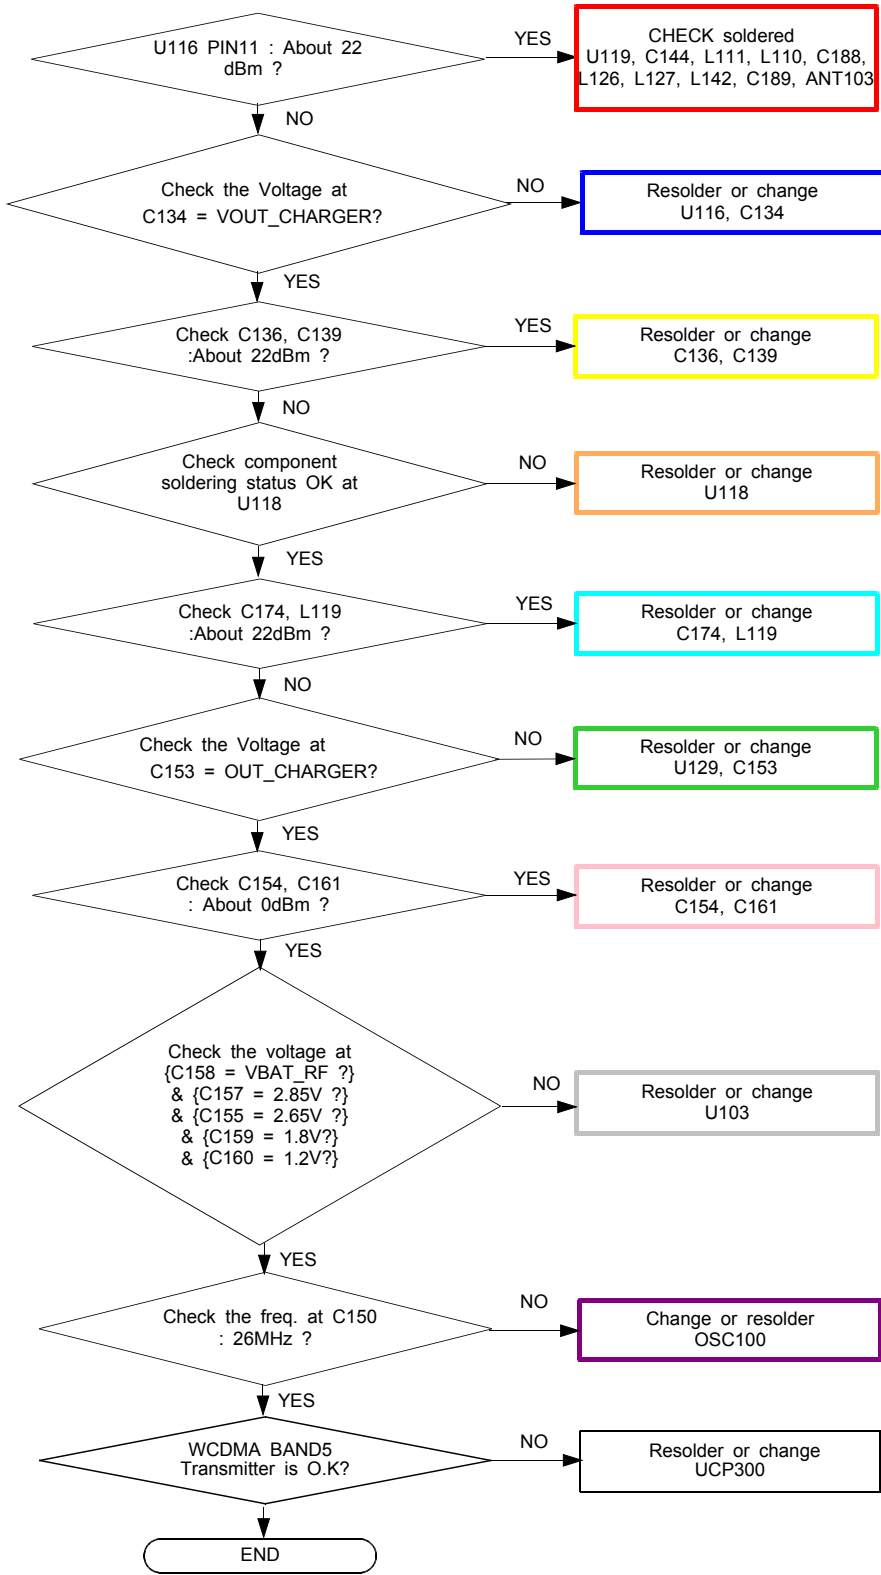 U116 PIN11 : About 22
dBm ?
YES
CHECK soldered
U119, C144, L111, L110, C188,
L126, L127, L142, C189, ANT103
NO
Check the Voltage at
C134 = VOUT_CHARGER?
NO
Resolder or change
U116, C134
YES
Check C136, C139
:About 22dBm ?
YES
Resolder or change
C136, C139
NO
Check component
soldering status OK at
U118
NO
Resolder or change
U118
YES
Check C174, L119
:About 22dBm ?
YES
Resolder or change
C174, L119
NO
Check the Voltage at
C153 = OUT_CHARGER?
NO
Resolder or change
U129, C153
YES
Check C154, C161
: About 0dBm ?
YES
Resolder or change
C154, C161
YES
Check the voltage at
{C158 = VBAT_RF ?}
& {C157 = 2.85V ?}
& {C155 = 2.65V ?}
& {C159 = 1.8V?}
& {C160 = 1.2V?}
NO
Resolder or change
U103
YES
Check the freq. at C150
: 26MHz ?
NO
Change or resolder
OSC100
YES
WCDMA BAND5
Transmitter is O.K?
NO
Resolder or change
UCP300
END